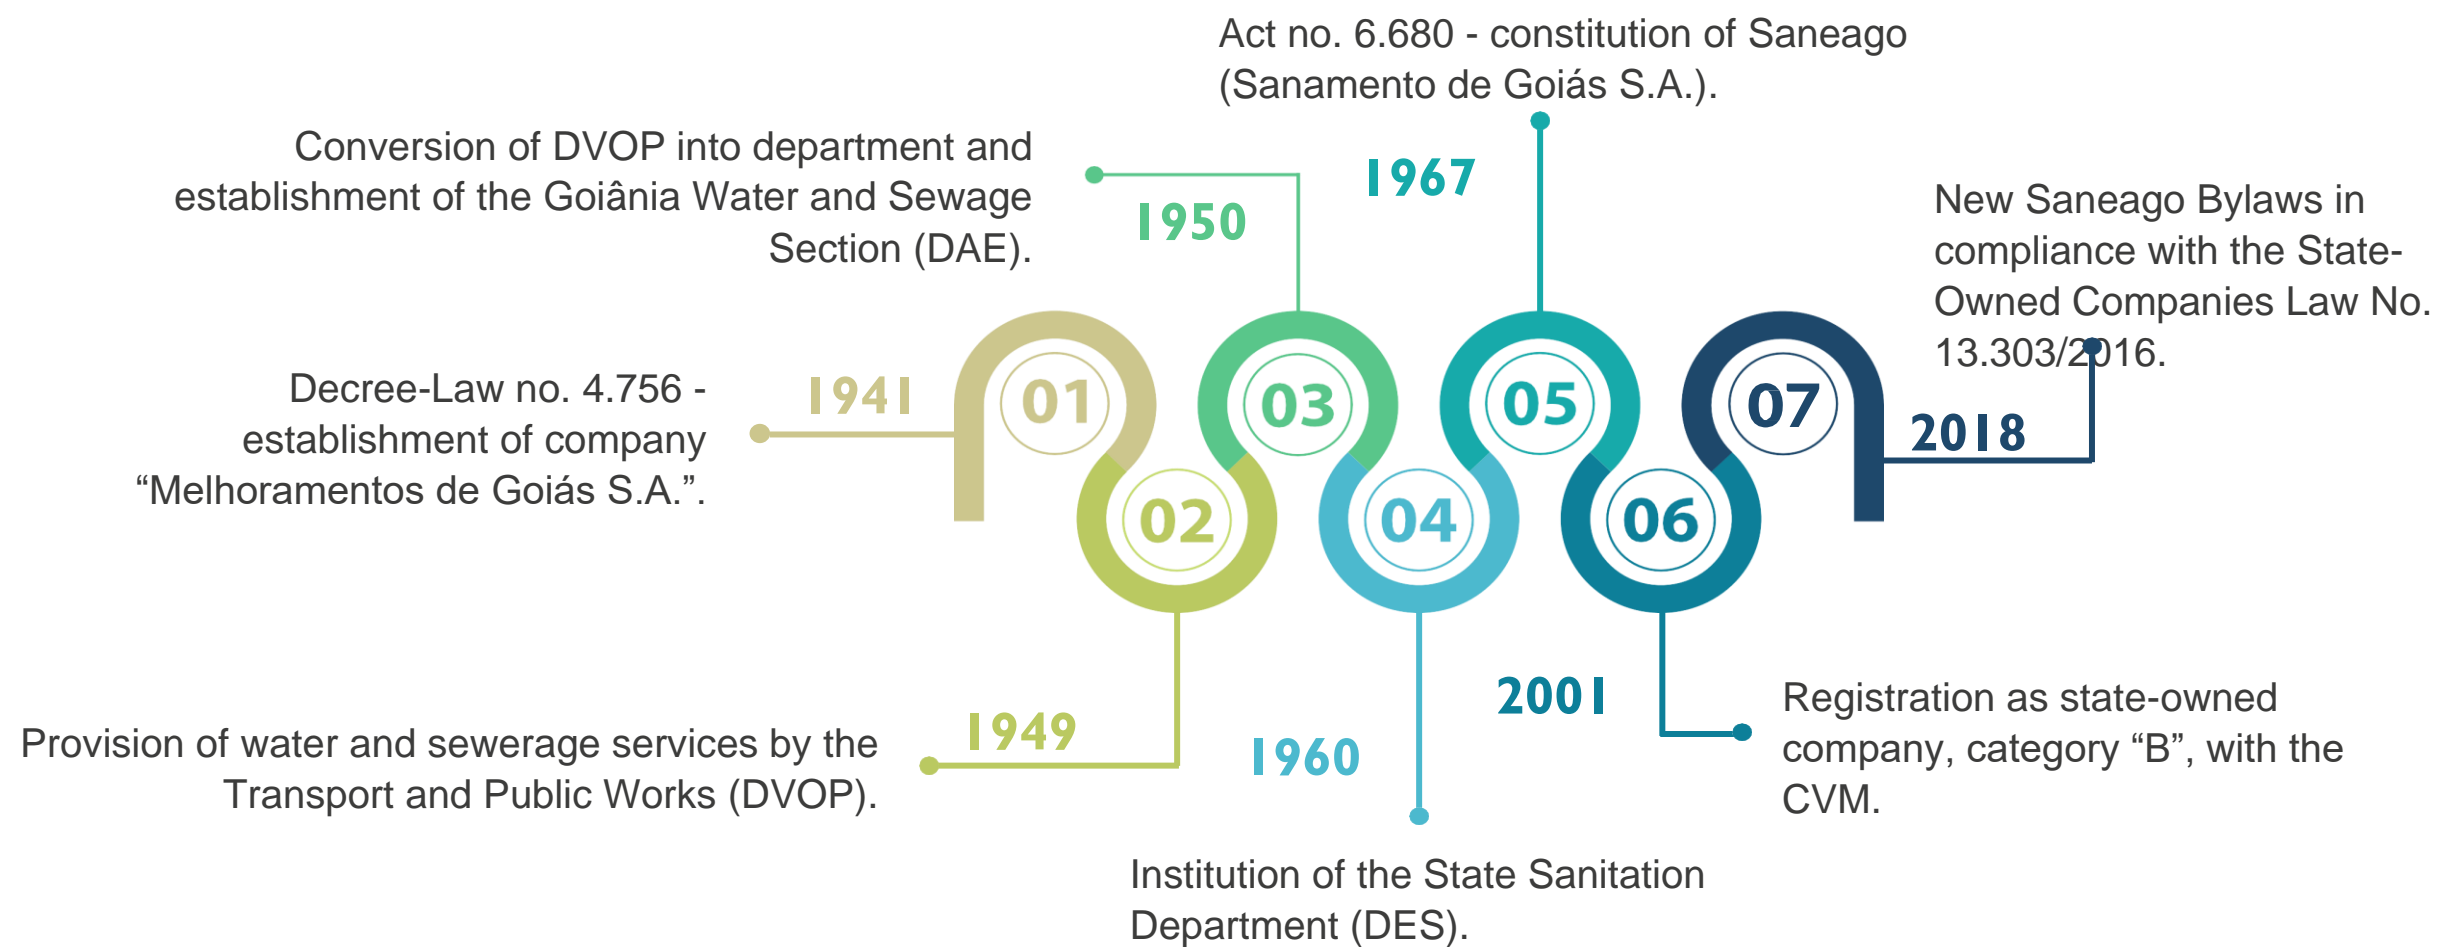 Act no. 6.680 - constitution of Saneago
(Sanamento de Goiás S.A.).
1967
Conversion of DVOP into department and
establishment of the Goiânia Water and Sewage
Section (DAE).
1950
New Saneago Bylaws in
compliance with the State-
Owned Companies Law No.
13.303/2016.
2018
Decree-Law no. 4.756 -
establishment of company
“Melhoramentos de Goiás S.A.”.
1941
01
03
05
07
02
04
06
Provision of water and sewerage services by the
Transport and Public Works (DVOP).
1949
1960
Institution of the State Sanitation
Department (DES).
2001
Registration as state-owned
company, category “B”, with the
CVM.